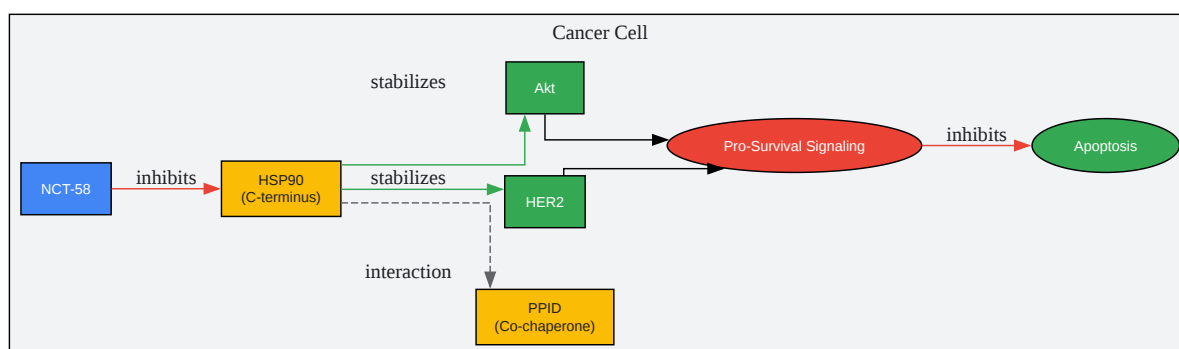 Cancer Cell
stabilizes
Akt
Pro-Survival Signaling
inhibits
Apoptosis
NCT-58
inhibits
HSP90
(C-terminus)
stabilizes
HER2
interaction
PPID
(Co-chaperone)